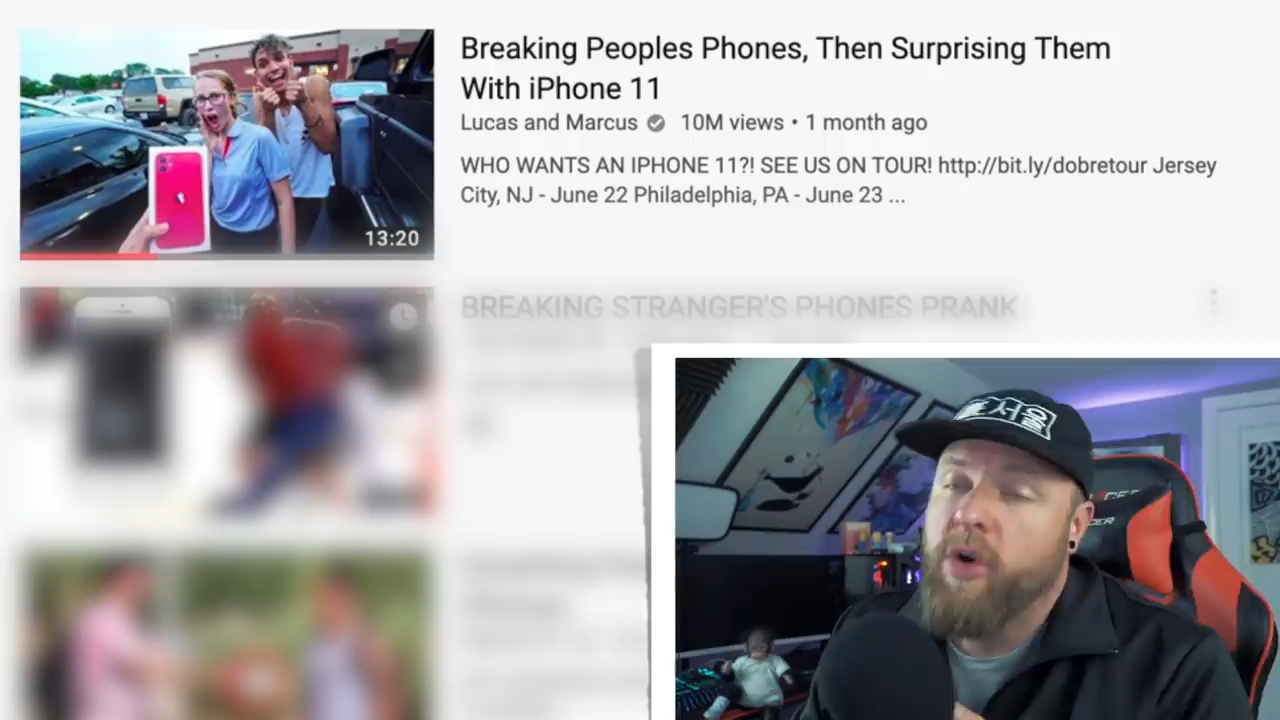 Breaking Peoples Phones, Then Surprising Them
With iPhone 11
Lucas and Marcus 10M views • 1 month ago
WHO WANTS AN IPHONE 11?! SEE US ON TOUR! http://bit.ly/dobretour Jersey
City, NJ - June 22 Philadelphia, PA - June 23 ...
13:20
BREAKING STRANGER'S PHONES PRANK
서울